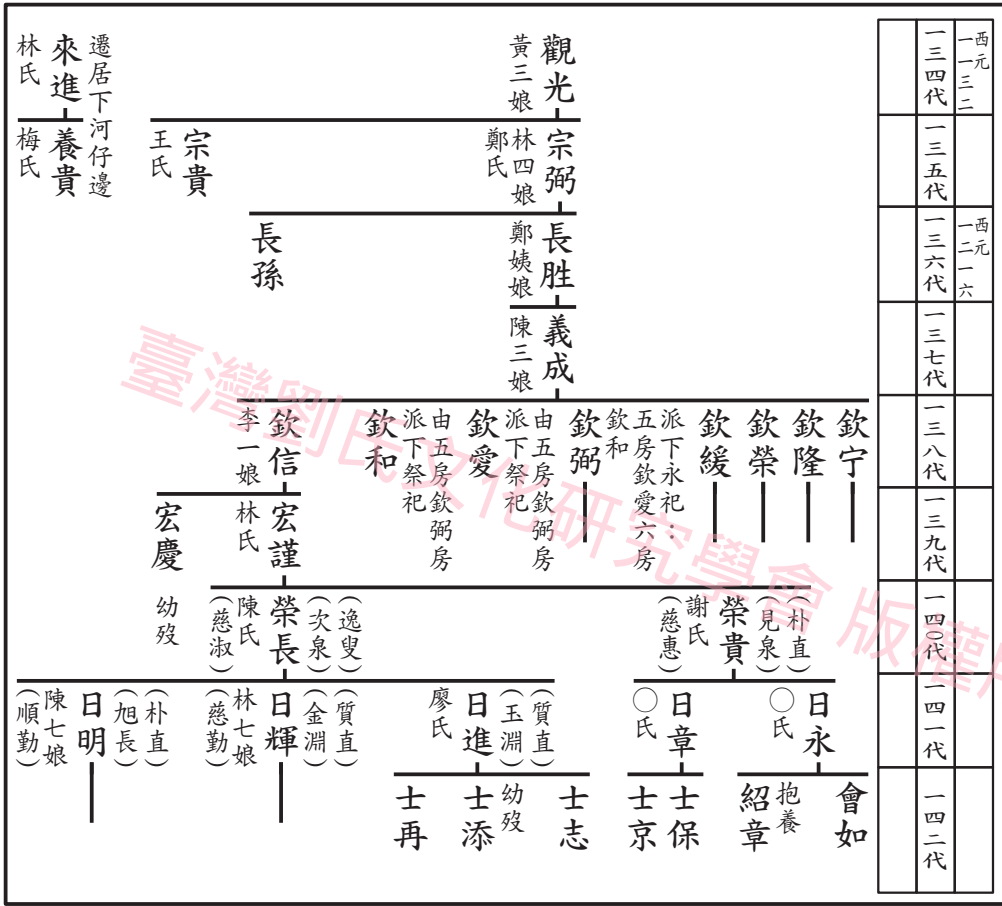 西元一一三二
一三四代
一三五代
西元一二一六
一三六代
一三七代
一三八代
一三九代
一四〇代
一四一代
一四二代
觀光
黃三娘
遷居下河仔邊
來進
林氏
宗弼
林四娘
鄭氏
宗貴
王氏
養貴
梅氏
長胜
鄭姨娘
長孫
義成
陳三娘
欽宁
欽隆
欽榮
欽緩
派下永祀：
五房欽愛六房
欽和
欽弼
由五房欽弼房
派下祭祀
欽愛
由五房欽弼房
派下祭祀
欽和
欽信
李一娘
宏謹
林氏
宏慶
幼歿
(朴直)
(見泉)
榮貴
謝氏
(慈惠)
(逸叟)
(次泉)
榮長
陳氏
(慈淑)
日永
○氏
日章
○氏
(質直)
(玉淵)
日進
廖氏
(質直)
(金淵)
日輝
林七娘
(慈勤)
(朴直)
(旭長)
日明
陳七娘
(順勤)
會如
抱養
紹章
士保
士京
士志
幼歿
士添
士再
臺灣劉氏文化研究學會 版權